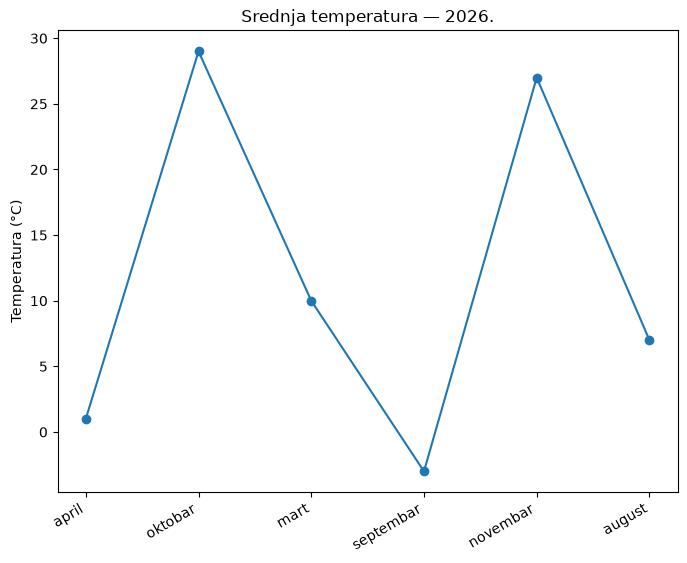 Srednja temperatura — 2026.
Temperatura (°C)
30
25
20
15
10
5
0
april
oktobar
mart
septembar
novembar
august